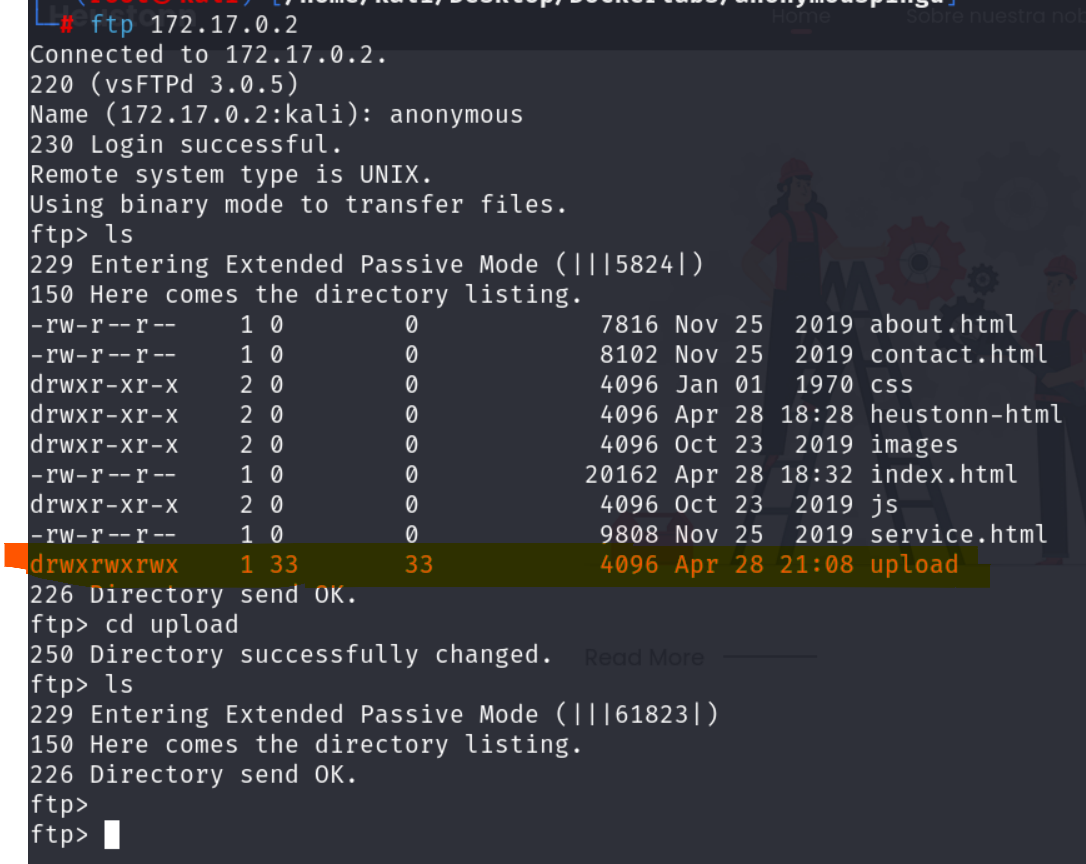 # ftp 172.17.0.2
Home
Sobre nuestra
Connected to 172.17.0.2.
220 (vsFTPd 3.0.5)
Name (172.17.0.2:kali): anonymous
230 Login successful.
Remote system type is UNIX.
Using binary mode to transfer files.
ftp> ls
229 Entering Extended Passive Mode (|||5824|)
150 Here comes the directory listing.
-rw-r--r-- 1 0 0 7816 Nov 25 2019 about.html
-rw-r--r-- 1 0 0 8102 Nov 25 2019 contact.html
drwxr-xr-x 2 0 0 4096 Jan 01 1970 css
drwxr-xr-x 2 0 0 4096 Apr 28 18:28 heustonn-html
drwxr-xr-x 2 0 0 4096 Oct 23 2019 images
-rw-r--r-- 1 0 0 20162 Apr 28 18:32 index.html
drwxr-xr-x 2 0 0 4096 Oct 23 2019 js
-rw-r--r-- 1 0 0 9808 Nov 25 2019 service.html
drwxrwxrwx 1 33 33 4096 Apr 28 21:08 upload
226 Directory send OK.
ftp> cd upload
250 Directory successfully changed.
Read More
ftp> ls
229 Entering Extended Passive Mode (|||61823|)
150 Here comes the directory listing.
226 Directory send OK.
ftp>
ftp>